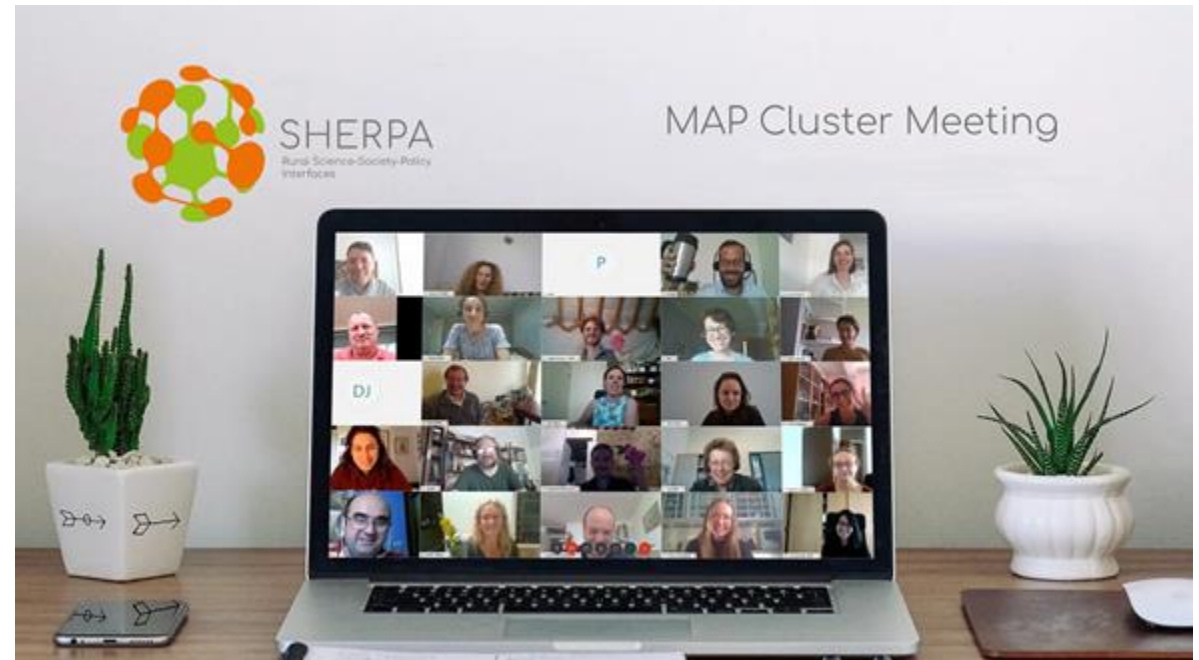 SHERPA
Rural Science-Society-Policy
Interfaces
MAP Cluster Meeting
P
DJ